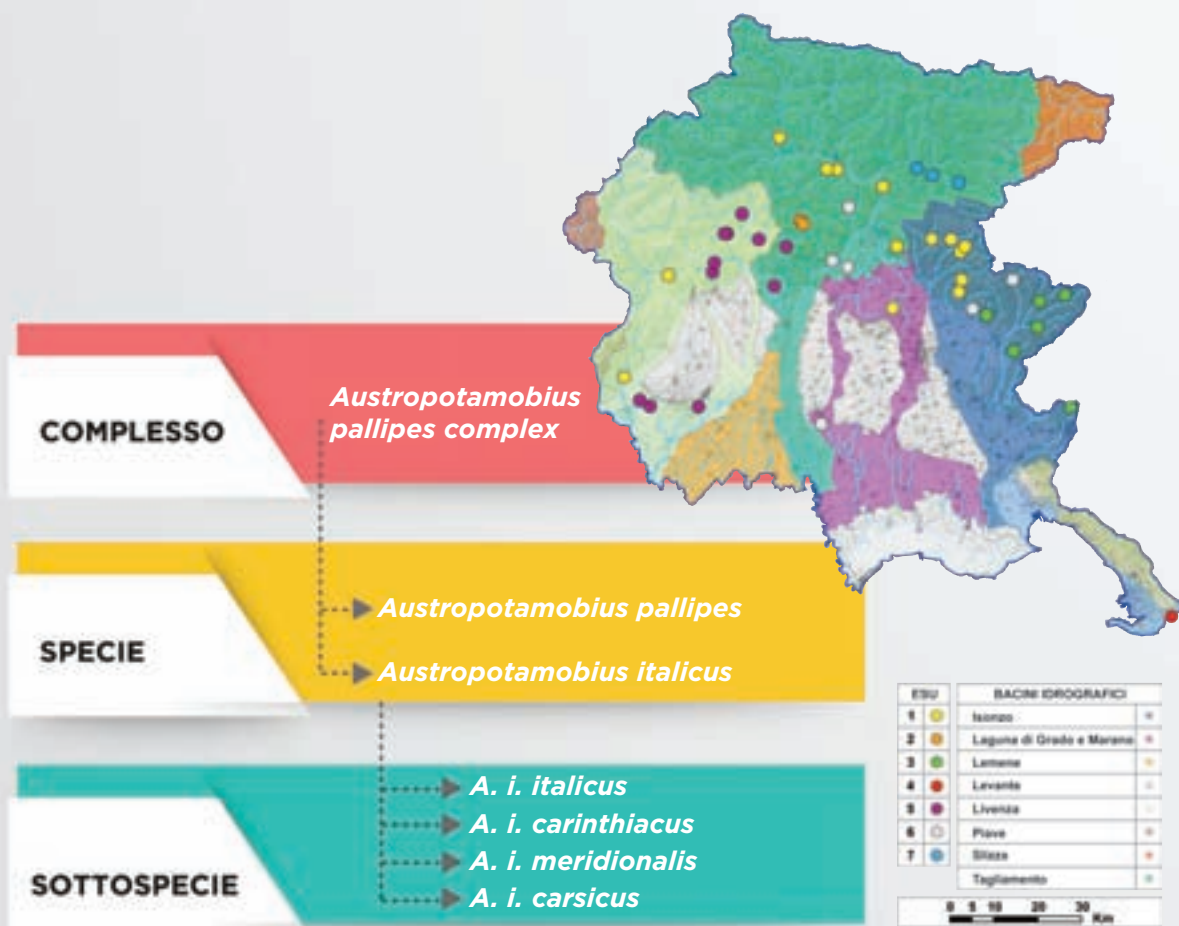 COMPLESSO
Austropotamobius
pallipes complex
SPECIE
Austropotamobius pallipes
Austropotamobius italicus
SOTTOSPECIE
A. i. italicus
A. i. carinthiacus
A. i. meridionalis
A. i. carsicus
ESU
1
2
3
4
5
6
7
BACINI IDROGRAFICI
Isonzo
Laguna di Grado e Marano
Lemene
Levante
Livenza
Piave
Slizza
Tagliamento
0 5 10 20 30
Km